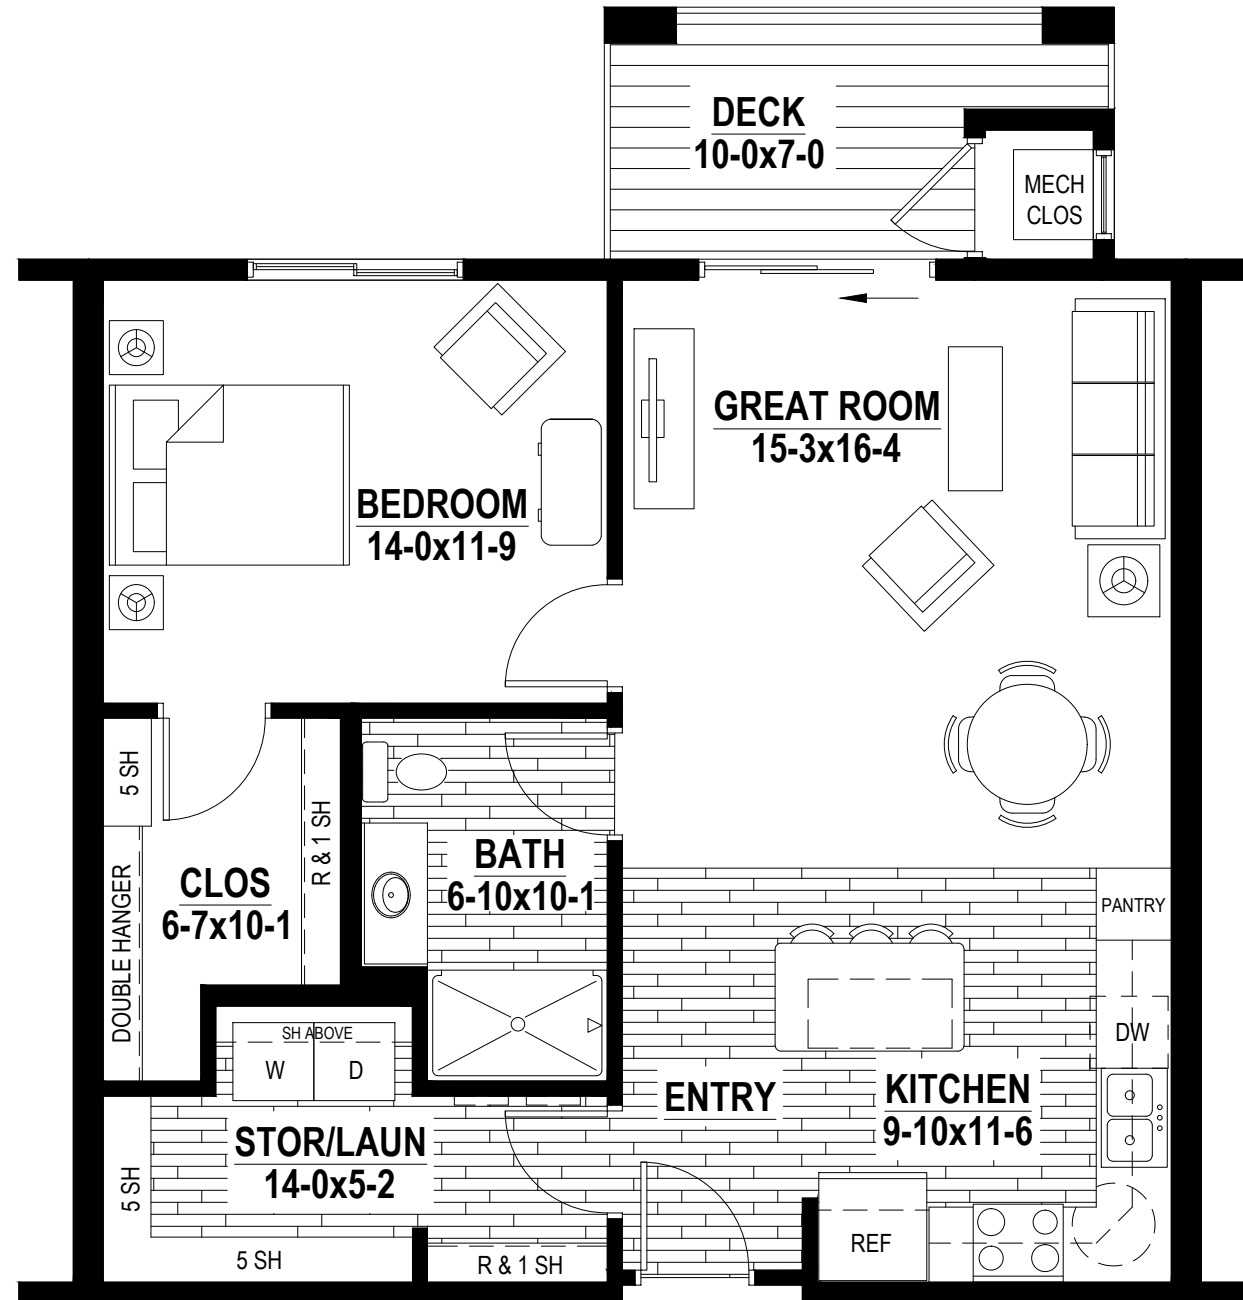 DECK
10-0x7-0
MECH
CLOS
GREAT ROOM
15-3x16-4
BEDROOM
14-0x11-9
5 SH
R & 1 SH
CLOS
6-7x10-1
DOUBLE HANGER
BATH
6-10x10-1
PANTRY
DW
SH ABOVE
W
D
ENTRY
KITCHEN
9-10x11-6
STOR/LAUN
14-0x5-2
5 SH
5 SH
R & 1 SH
REF